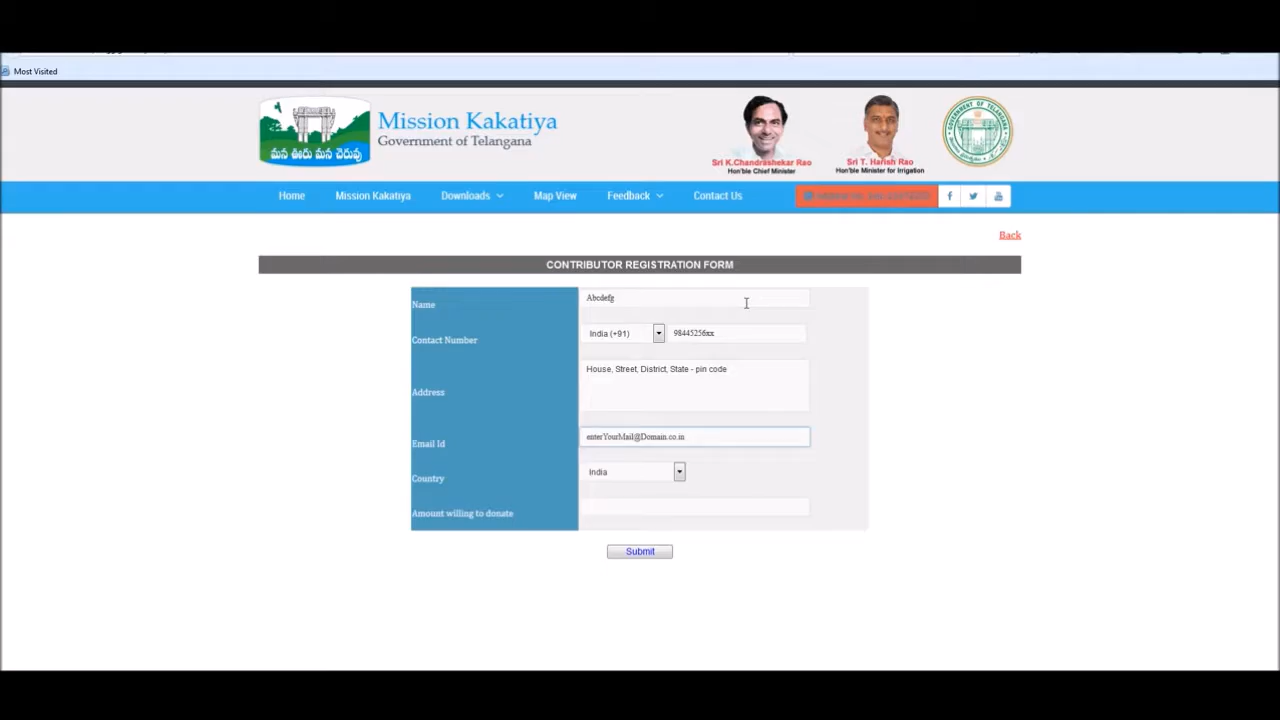 Most Visited
మన ఊరు మన చెరువు
Mission Kakatiya
Government of Telangana
Sri K.Chandrashekar Rao
Hon'ble Chief Minister
Sri T. Harish Rao
Hon'ble Minister for Irrigation
Home
Mission Kakatiya
Downloads
Map View
Feedback
Contact Us
Back
CONTRIBUTOR REGISTRATION FORM
Name
Abcdefg
Contact Number
India (+91)
98445256xx
Address
House, Street, District, State - pin code
Email Id
enterYourMail@Domain.co.in
Country
India
Amount willing to donate
Submit